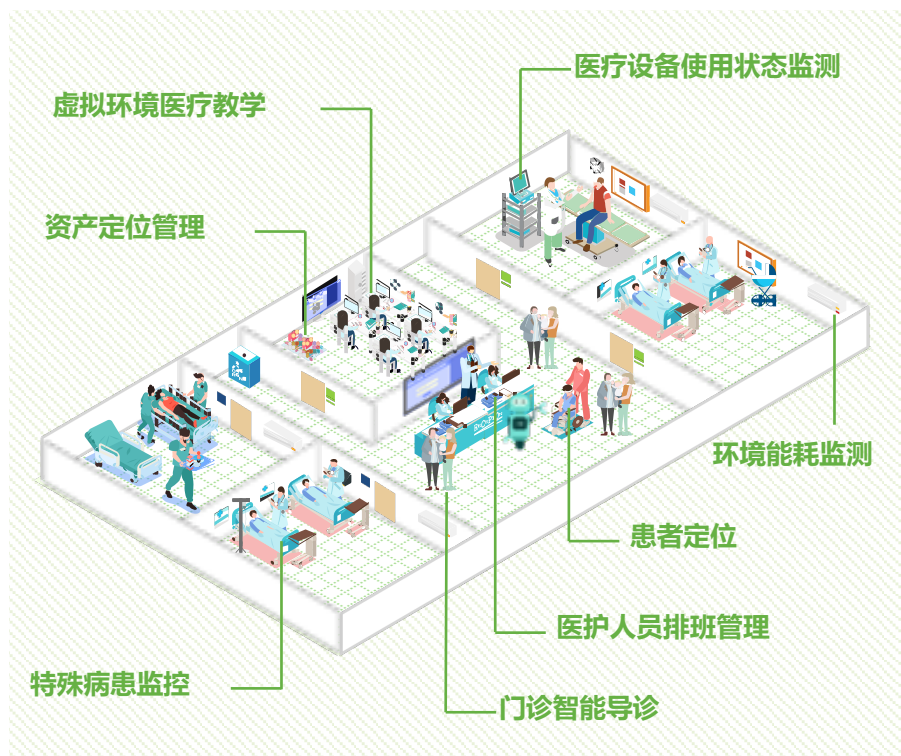 医疗设备使用状态监测
虚拟环境医疗教学
资产定位管理
环境能耗监测
患者定位
医护人员排班管理
特殊病患监控
门诊智能导诊